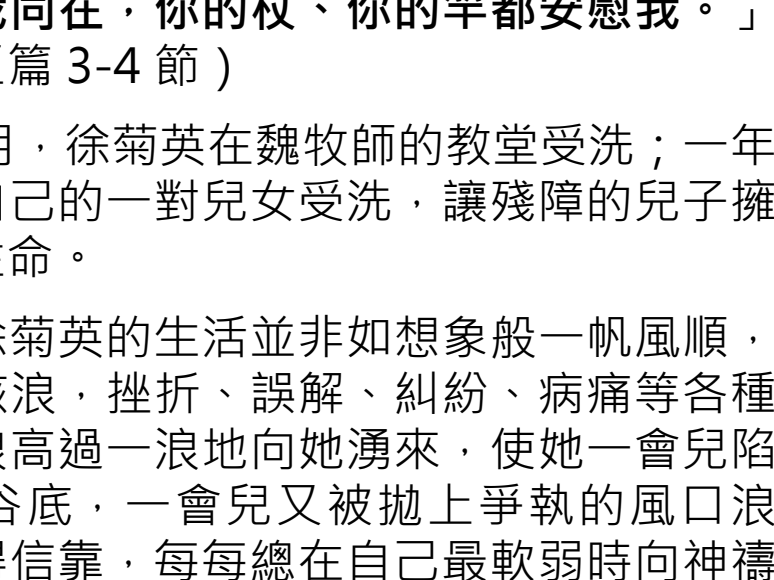 同在，你的杖、你的竿都安慰我。」
篇 3-4 節）
，徐菊英在魏牧師的教堂受洗；一年
自己的一對兒女受洗，讓殘障的兒子擁
命。
徐菊英的生活並非如想象般一帆風順，
浪，挫折、誤解、糾紛、病痛等各種
高過一浪地向她湧來，使她一會兒陷
谷底，一會兒又被拋上爭執的風口浪
信靠，每每總在自己最軟弱時向神禱